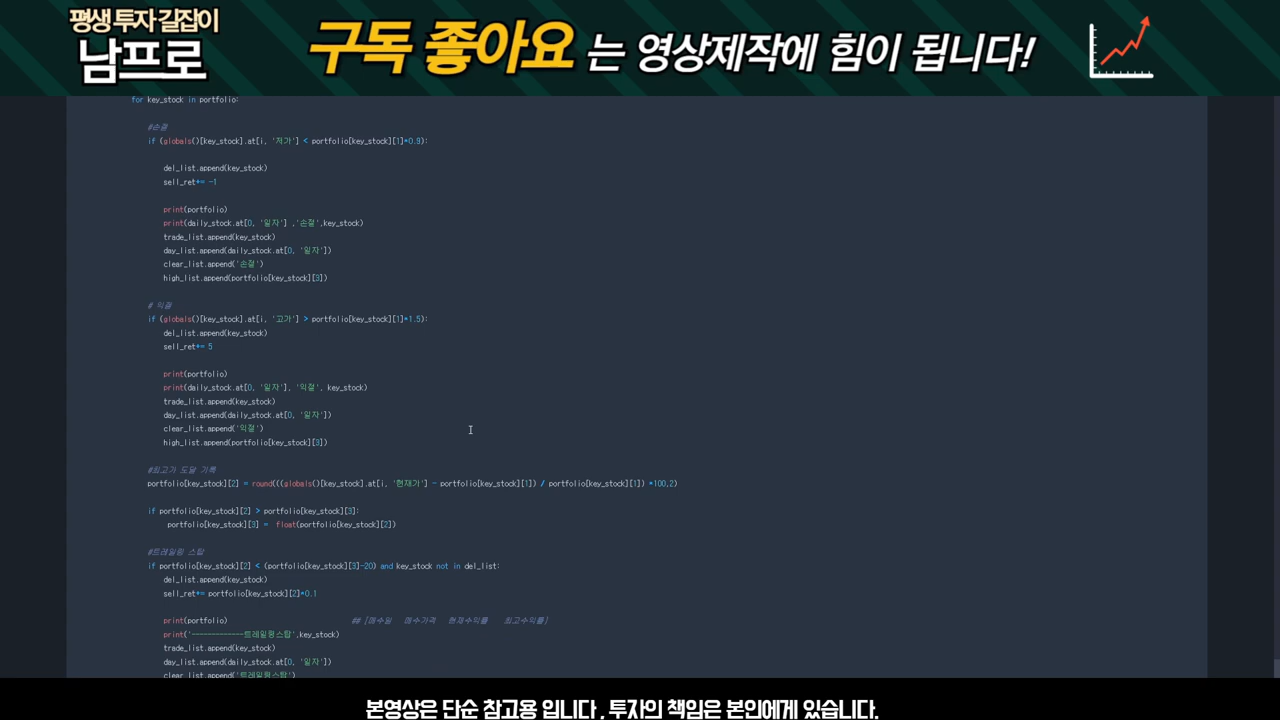 평생 투자 길잡이
남프로
구독 좋아요 는 영상제작에 힘이 됩니다!
for key_stock in portfolio:
#손절
if (globals()[key_stock].at[i, '저가'] < portfolio[key_stock][1]*0.9):
del_list.append(key_stock)
sell_ret+= -1
print(portfolio)
print(daily_stock.at[0, '일자'] ,'손절',key_stock)
trade_list.append(key_stock)
day_list.append(daily_stock.at[0, '일자'])
clear_list.append('손절')
high_list.append(portfolio[key_stock][3])
# 익절
if (globals()[key_stock].at[i, '고가'] > portfolio[key_stock][1]*1.5):
del_list.append(key_stock)
sell_ret+= 5
print(portfolio)
print(daily_stock.at[0, '일자'], '익절', key_stock)
trade_list.append(key_stock)
day_list.append(daily_stock.at[0, '일자'])
clear_list.append('익절')
high_list.append(portfolio[key_stock][3])
#최고가 도달 기록
portfolio[key_stock][2] = round(((globals()[key_stock].at[i, '현재가'] - portfolio[key_stock][1]) / portfolio[key_stock][1]) *100,2)
if portfolio[key_stock][2] > portfolio[key_stock][3]:
portfolio[key_stock][3] = float(portfolio[key_stock][2])
#트레일링 스탑
if portfolio[key_stock][2] < (portfolio[key_stock][3]-20) and key_stock not in del_list:
del_list.append(key_stock)
sell_ret+= portfolio[key_stock][2]*0.1
print(portfolio) ## [매수일 매수가격 현재수익률 최고수익률]
print('------------트레일링스탑',key_stock)
trade_list.append(key_stock)
day_list.append(daily_stock.at[0, '일자'])
clear_list.append('트레일링스탑')
본영상은 단순 참고용 입니다 , 투자의 책임은 본인에게 있습니다.